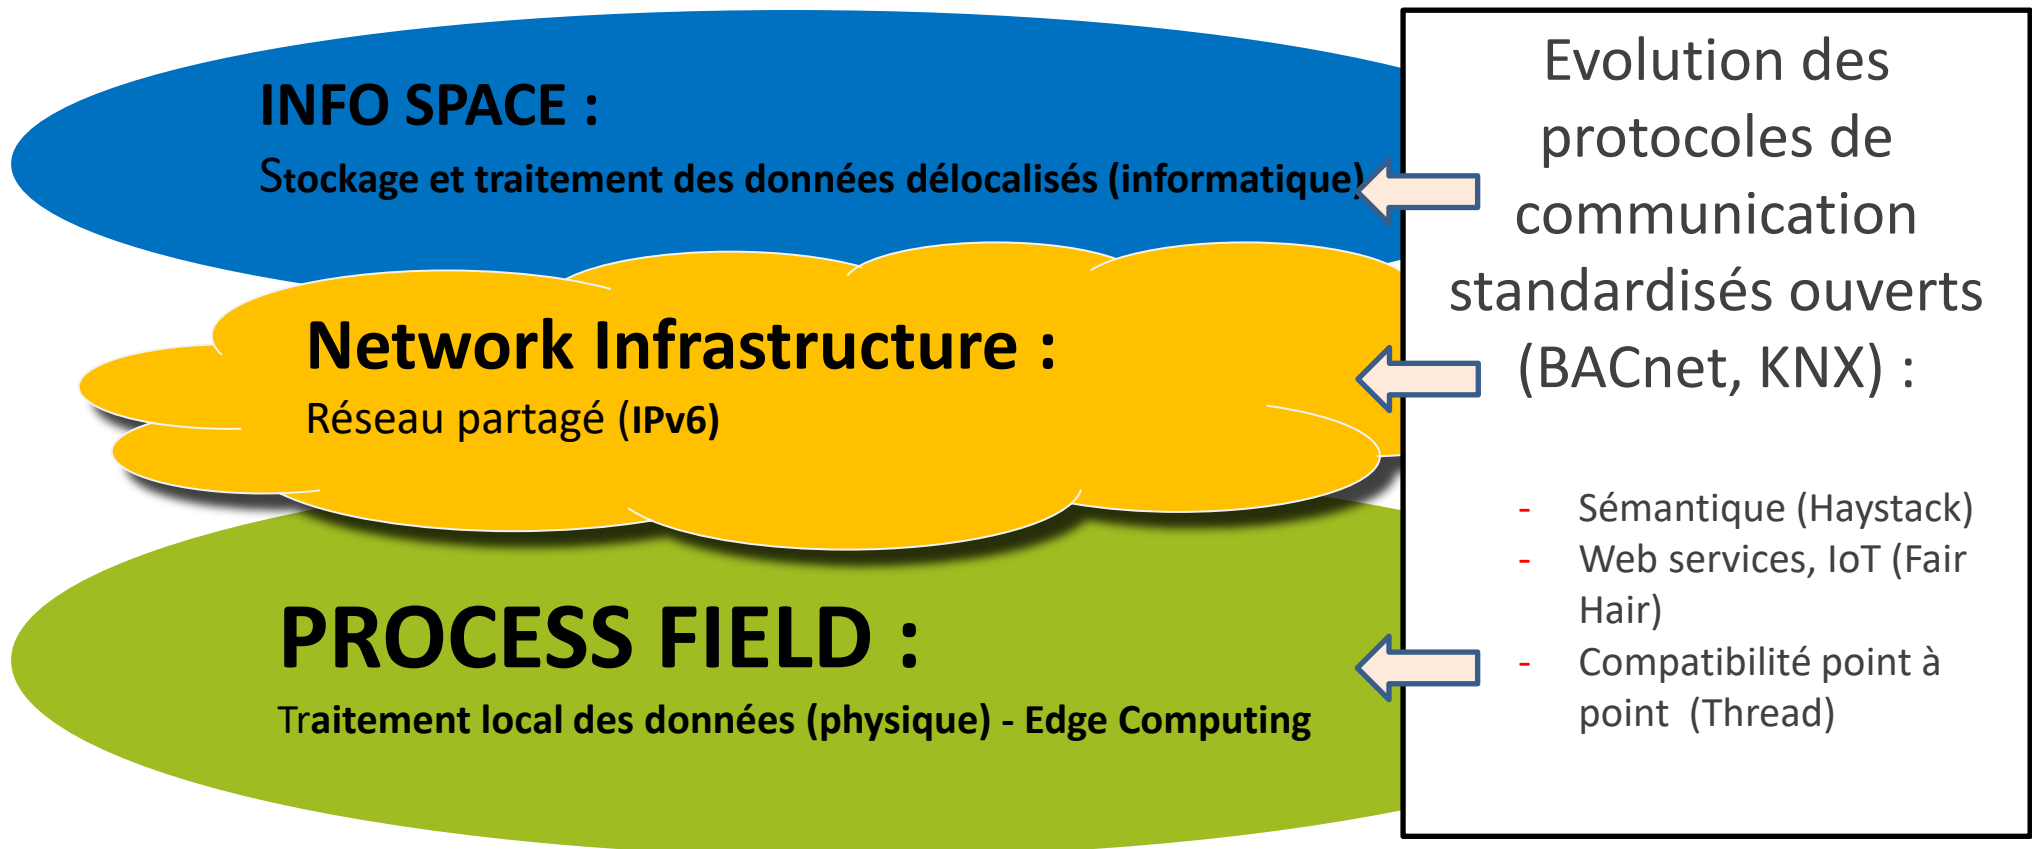 INFO SPACE :
Stockage et traitement des données délocalisés (informatique)
Network Infrastructure :
Réseau partagé (IPv6)
PROCESS FIELD :
Traitement local des données (physique) - Edge Computing
Evolution des
protocoles de
communication
standardisés ouverts
(BACnet, KNX) :
- Sémantique (Haystack)
- Web services, IoT (Fair
Hair)
- Compatibilité point à
point (Thread)